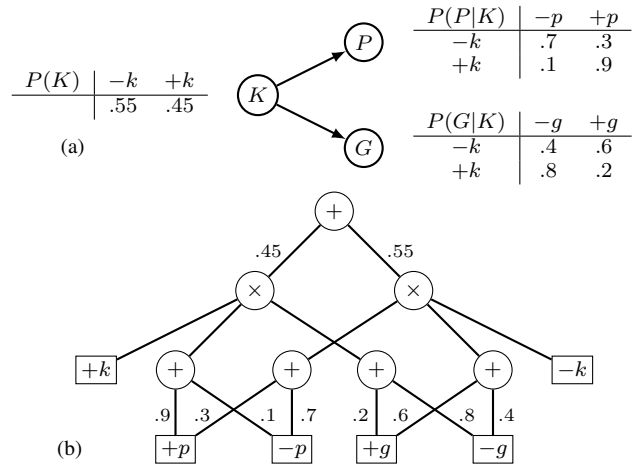 P(K) −k +k
.55 .45
(a)
K
P
G
P(P|K) −p +p
−k .7 .3
+k .1 .9
P(G|K) −g +g
−k .4 .6
+k .8 .2
+
.45 .55
× ×
+k + + + + −k
.9 .3 .1 .7 .2 .6 .8 .4
(b) +p −p +g −g